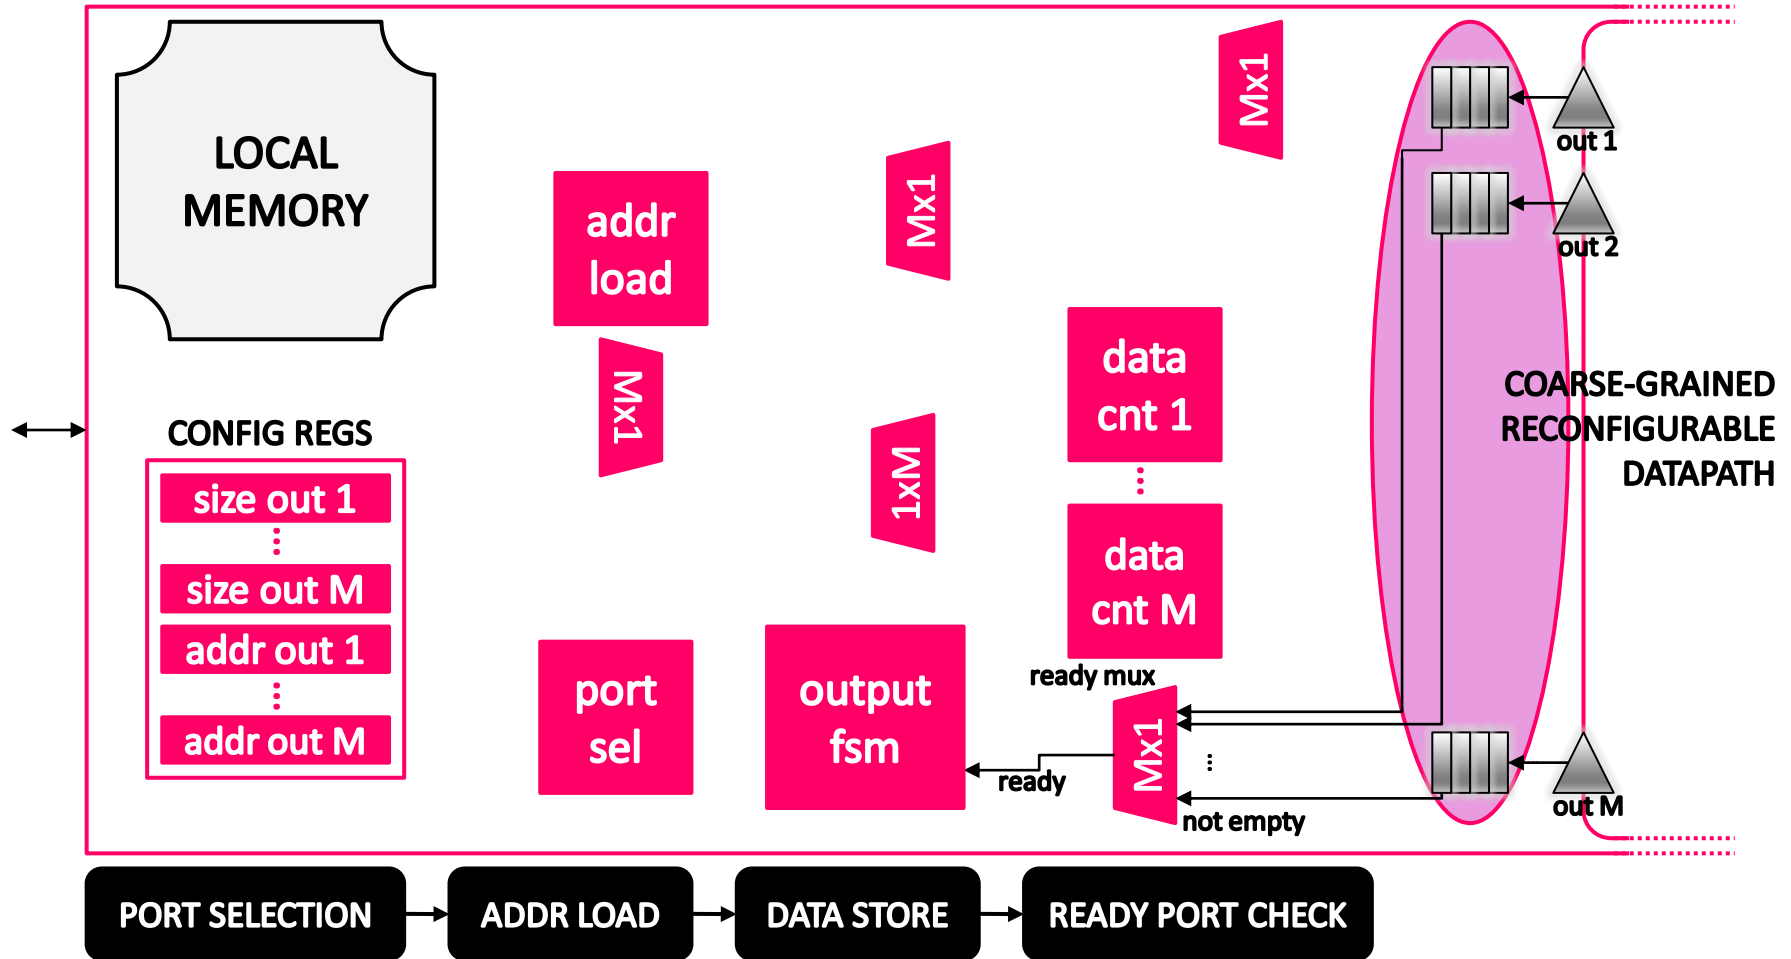 LOCAL
MEMORY
Mx1
out 1
Mx1
out 2
addr
load
data
cnt 1
Mx1
COARSE-GRAINED
RECONFIGURABLE
DATAPATH
CONFIG REGS
size out 1
size out M
addr out 1
addr out M
1xM
data
cnt M
port
sel
output
fsm
ready mux
Mx1
ready
not empty
out M
PORT SELECTION
ADDR LOAD
DATA STORE
READY PORT CHECK